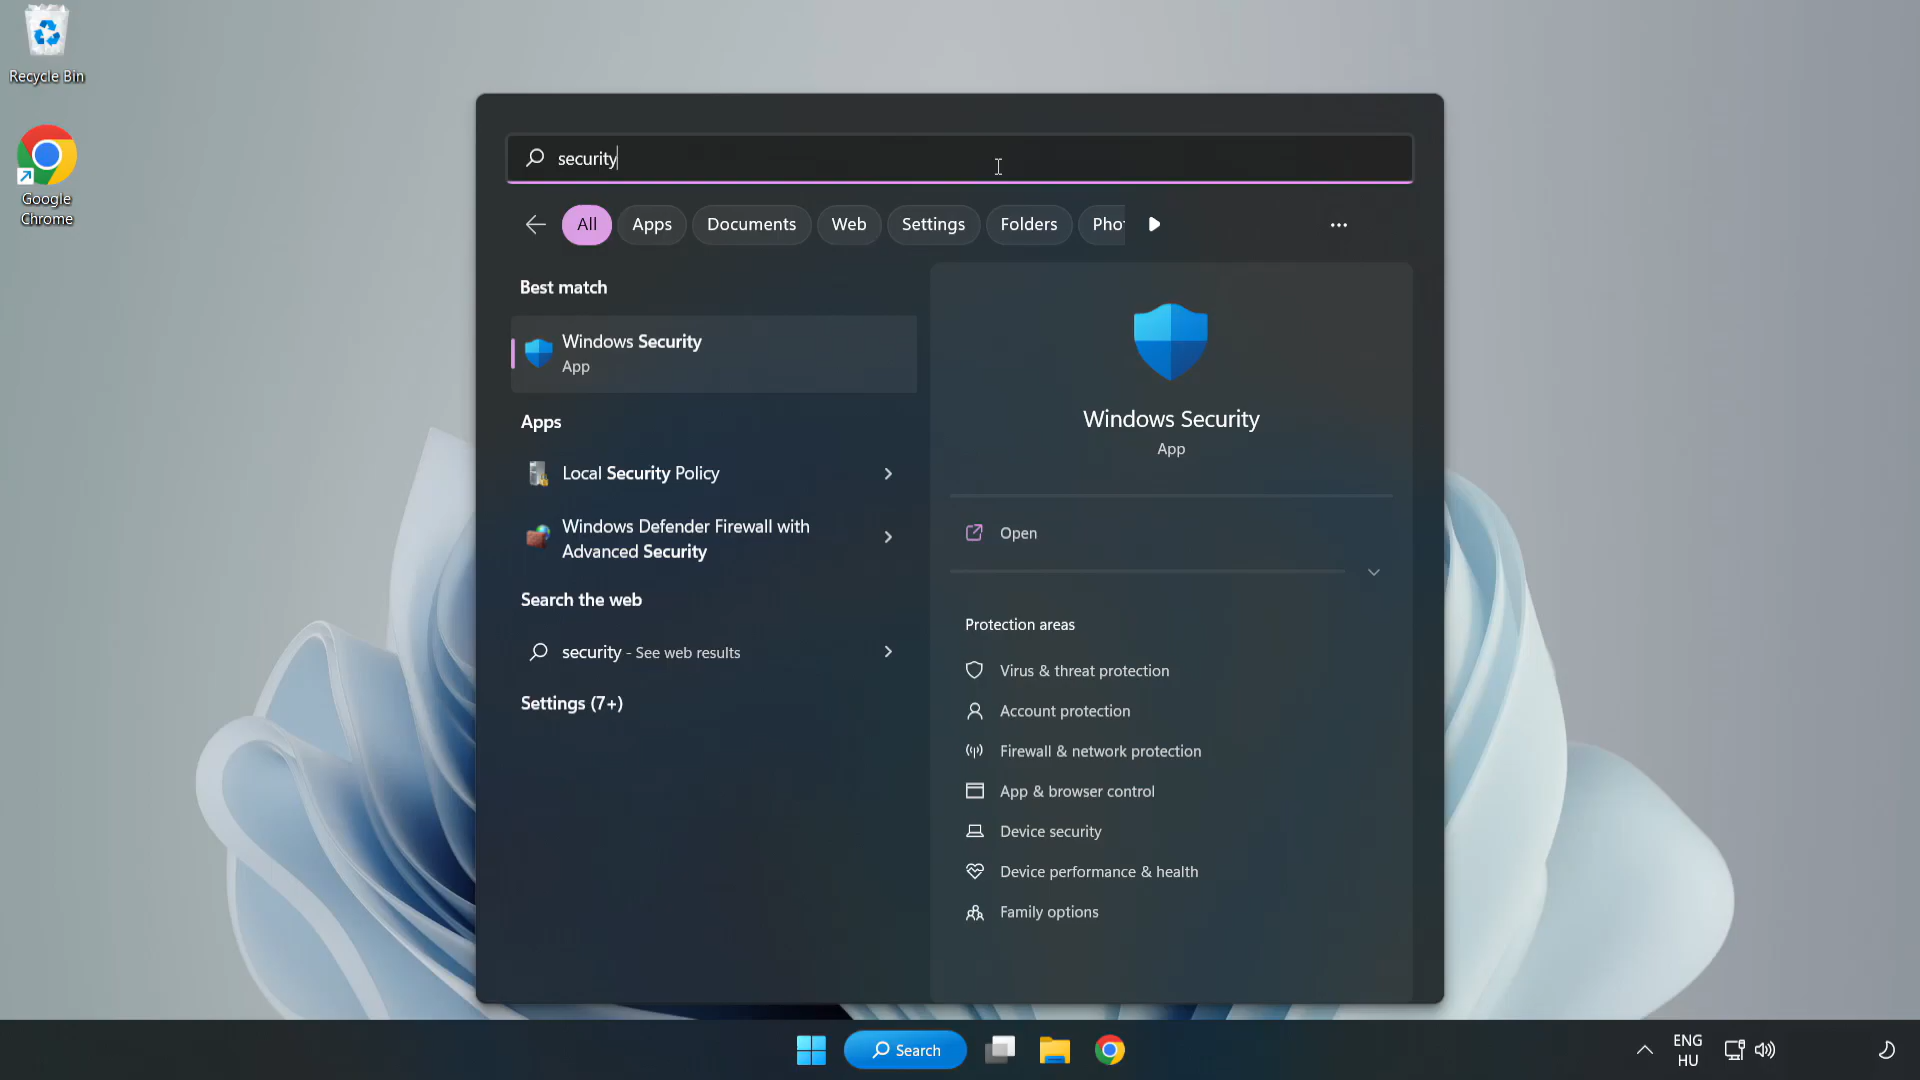 Recycle Bin
Google
Chrome
security
All
Apps
Documents
Web
Settings
Folders
Pho
Best match
Windows Security
App
Apps
Local Security Policy
Windows Defender Firewall with
Advanced Security
Search the web
security - See web results
Settings (7+)
Windows Security
App
Open
Protection areas
Virus & threat protection
Account protection
Firewall & network protection
App & browser control
Device security
Device performance & health
Family options
Search
ENG
HU